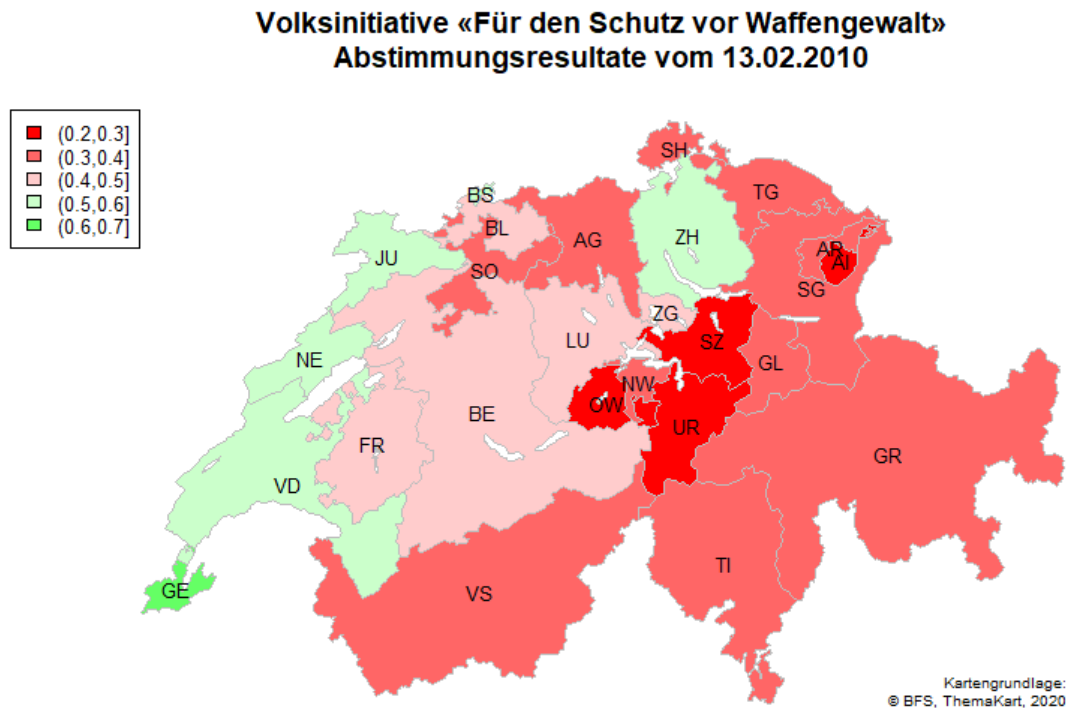 Volksinitiative «Für den Schutz vor Waffengewalt»
Abstimmungsresultate vom 13.02.2010
(0.2,0.3]
(0.3,0.4]
(0.4,0.5]
(0.5,0.6]
(0.6,0.7]
SH
BS
TG
BL
AG
ZH
JU
AR
AI
SO
SG
ZG
LU
SZ
NE
GL
NW
OW
BE
UR
FR
GR
VD
TI
GE
VS
Kartengrundlage:
© BFS, ThemaKart, 2020